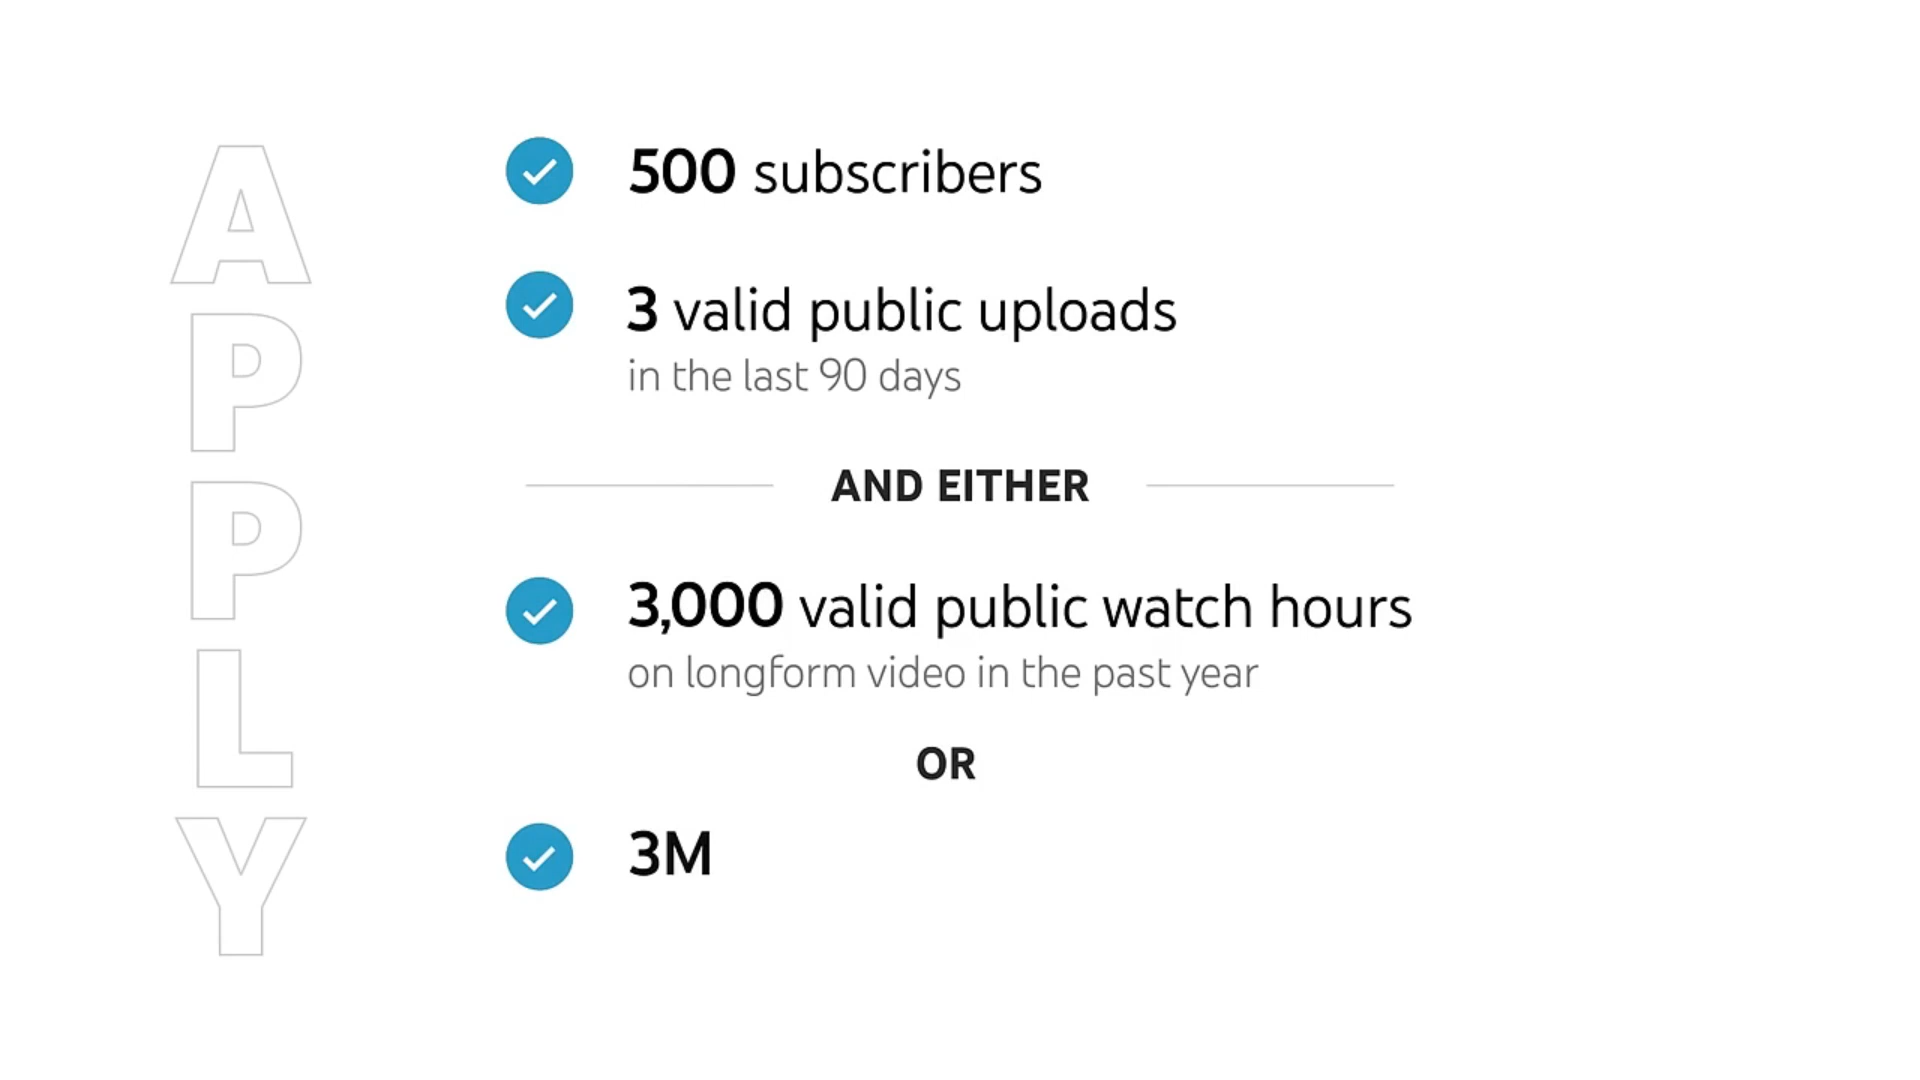 APPLY
500 subscribers
3 valid public uploads
in the last 90 days
AND EITHER
3,000 valid public watch hours
on longform video in the past year
OR
3M